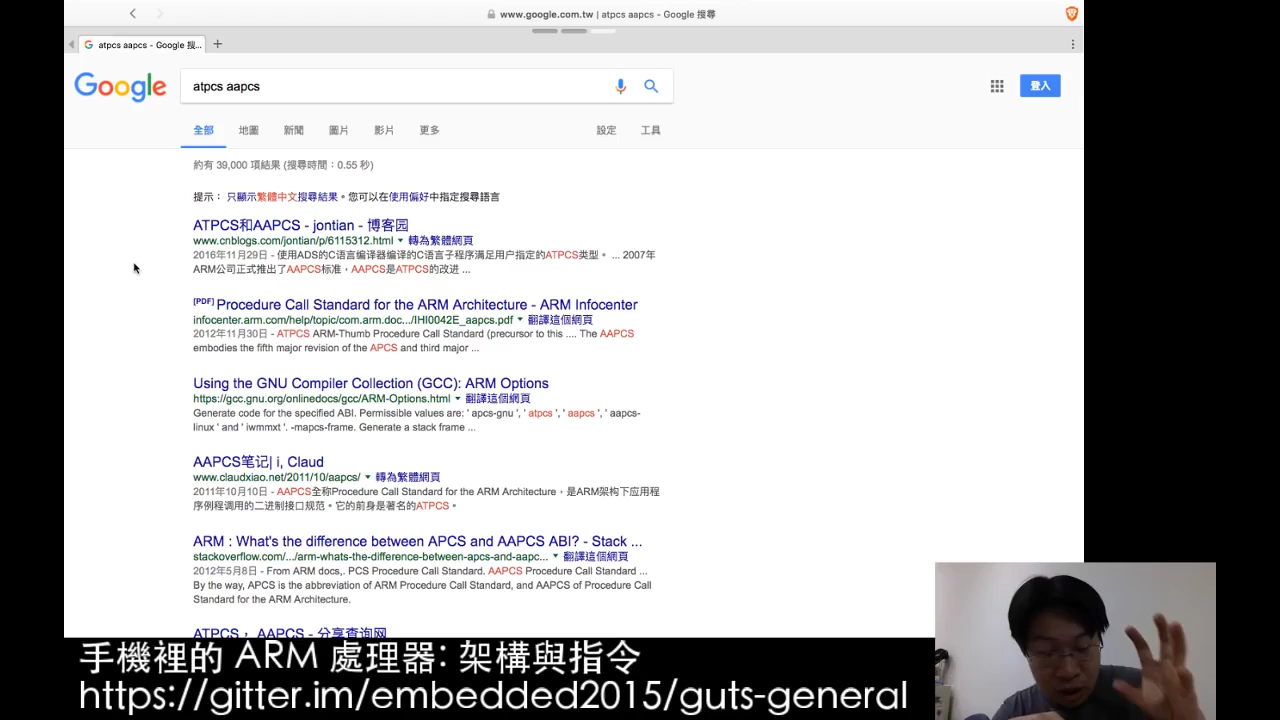 www.google.com.tw | atpcs aapcs - Google 搜尋
atpcs aapcs - Google 搜...
Google
atpcs aapcs
登入
全部 地圖 新聞 圖片 影片 更多 設定 工具
約有 39,000 項結果 (搜尋時間：0.55 秒)
提示： 只顯示繁體中文搜尋結果。您可以在使用偏好中指定搜尋語言
ATPCS和AAPCS - jontian - 博客园
www.cnblogs.com/jontian/p/6115312.html ▼ 轉為繁體網頁
2016年11月29日 - 使用ADS的C语言编译器编译的C语言子程序满足用户指定的ATPCS类型。 ... 2007年
ARM公司正式推出了AAPCS标准，AAPCS是ATPCS的改进 ...
[PDF] Procedure Call Standard for the ARM Architecture - ARM Infocenter
infocenter.arm.com/help/topic/com.arm.doc.../IHI0042E_aapcs.pdf ▼ 翻譯這個網頁
2012年11月30日 - ATPCS ARM-Thumb Procedure Call Standard (precursor to this .... The AAPCS
embodies the fifth major revision of the APCS and third major ...
Using the GNU Compiler Collection (GCC): ARM Options
https://gcc.gnu.org/onlinedocs/gcc/ARM-Options.html ▼ 翻譯這個網頁
Generate code for the specified ABI. Permissible values are: ' apcs-gnu ', ' atpcs ', ' aapcs ', ' aapcs-
linux ' and ' iwmmxt '. -mapcs-frame. Generate a stack frame ...
AAPCS笔记| i, Claud
www.claudxiao.net/2011/10/aapcs/ ▼ 轉為繁體網頁
2011年10月10日 - AAPCS全称Procedure Call Standard for the ARM Architecture，是ARM架构下应用程
序例程调用的二进制接口规范。它的前身是著名的ATPCS。
ARM : What's the difference between APCS and AAPCS ABI? - Stack ...
stackoverflow.com/.../arm-whats-the-difference-between-apcs-and-aapc... ▼ 翻譯這個網頁
2012年5月8日 - From ARM docs,. PCS Procedure Call Standard. AAPCS Procedure Call Standard ...
By the way, APCS is the abbreviation of ARM Procedure Call Standard, and AAPCS of Procedure Call
Standard for the ARM Architecture.
ATPCS， AAPCS - 分享查询网
手機裡的 ARM 處理器: 架構與指令
https://gitter.im/embedded2015/guts-general